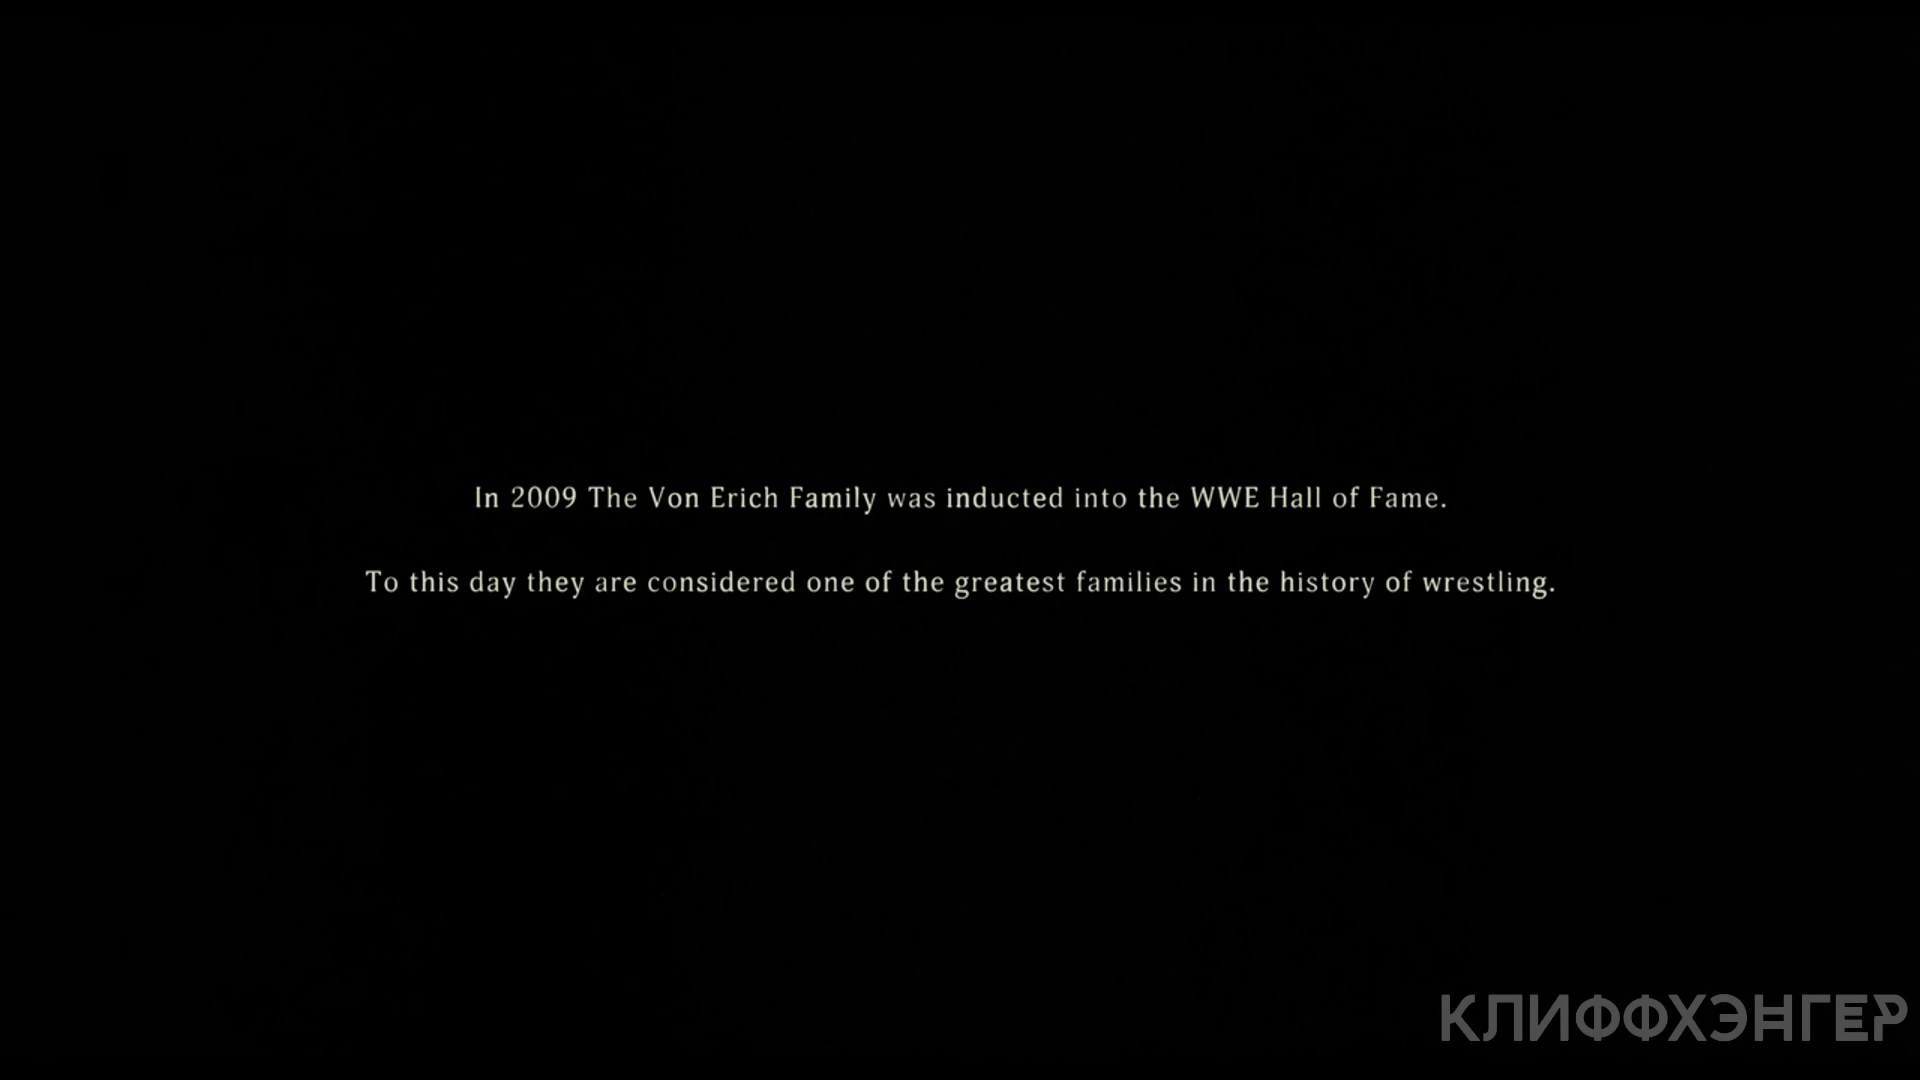 In 2009 The Von Erich Family was inducted into the WWE Hall of Fame.
To this day they are considered one of the greatest families in the history of wrestling.
КЛИФФХЭНГЕР